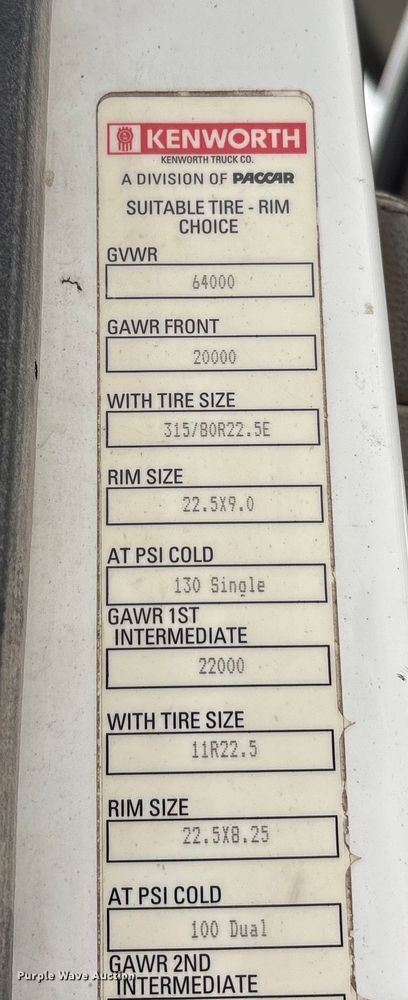 KENWORTH
KENWORTH TRUCK CO.
A DIVISION OF PACCAR
SUITABLE TIRE - RIM
CHOICE
GVWR
64000
GAWR FRONT
20000
WITH TIRE SIZE
315/80R22.5E
RIM SIZE
22.5X9.0
AT PSI COLD
130 Single
GAWR 1ST
INTERMEDIATE
22000
WITH TIRE SIZE
11R22.5
RIM SIZE
22.5X8.25
AT PSI COLD
100 Dual
GAWR 2ND
INTERMEDIATE
Purple Wave Auction